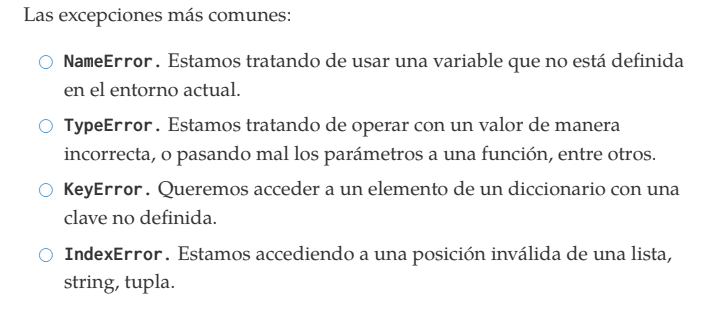 Las excepciones más comunes:
NameError. Estamos tratando de usar una variable que no está definida
en el entorno actual.
TypeError. Estamos tratando de operar con un valor de manera
incorrecta, o pasando mal los parámetros a una función, entre otros.
KeyError. Queremos acceder a un elemento de un diccionario con una
clave no definida.
IndexError. Estamos accediendo a una posición inválida de una lista,
string, tupla.